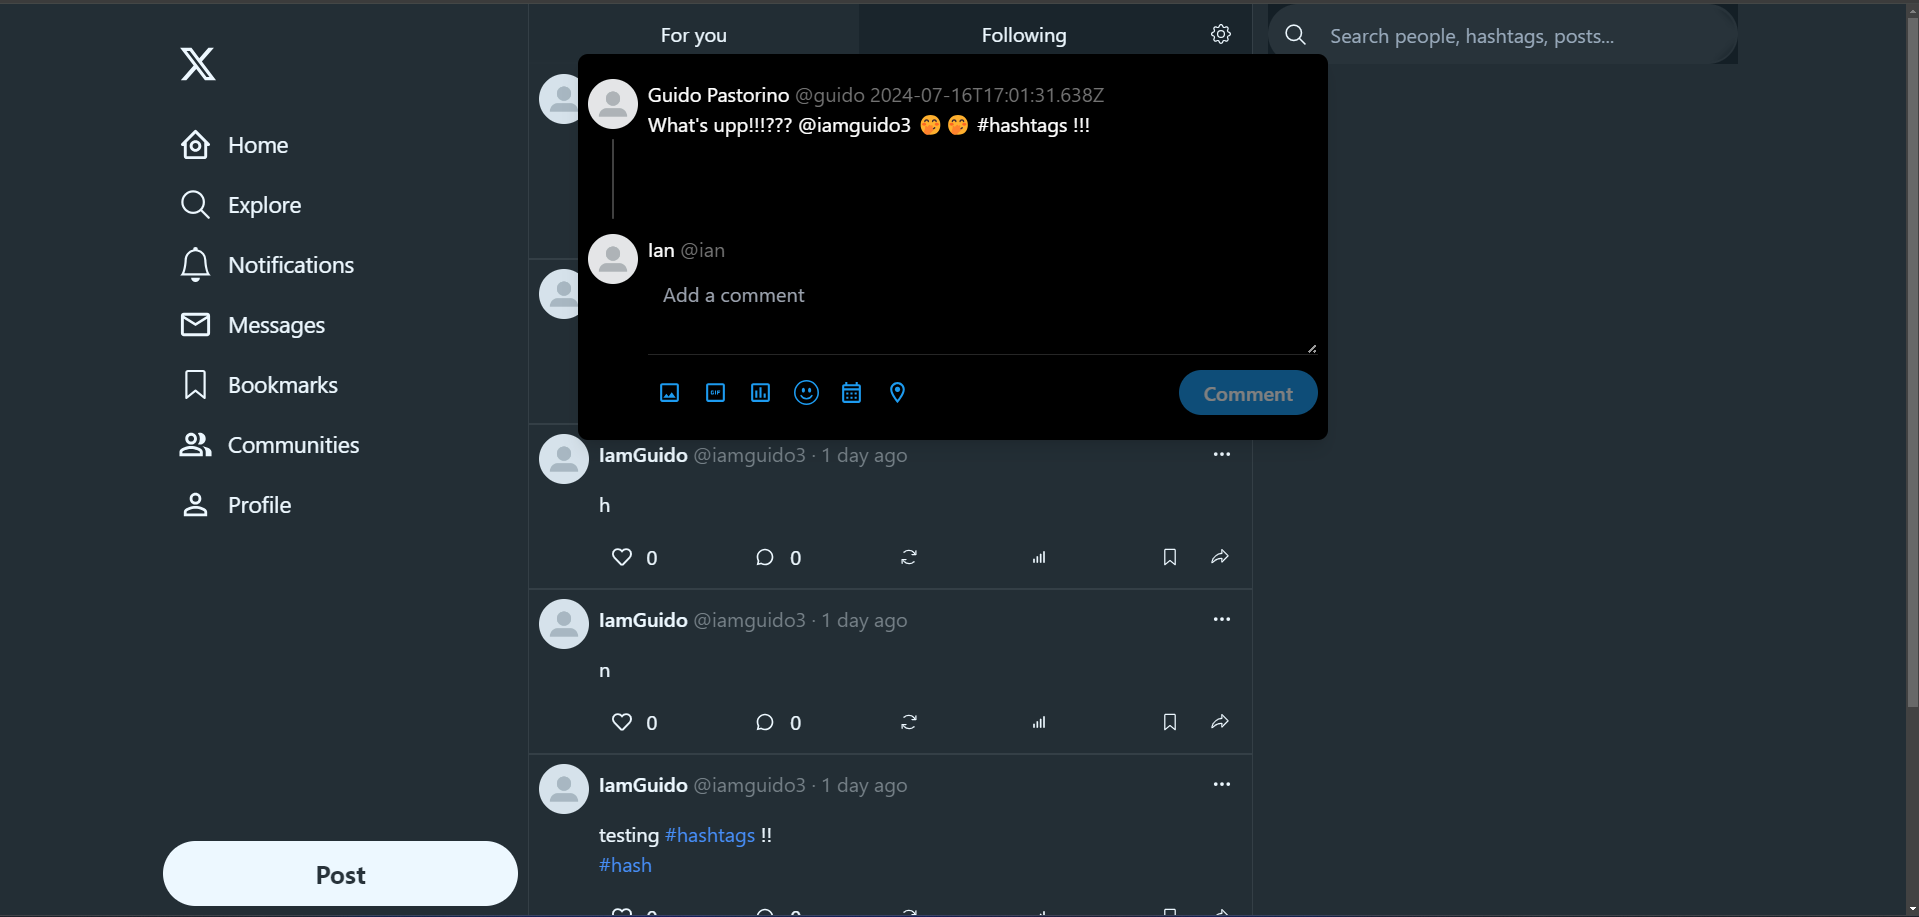 For you
Following
Search people, hashtags, posts...
Home
Explore
Notifications
Messages
Bookmarks
Communities
Profile
Post
Guido Pastorino @guido 2024-07-16T17:01:31.638Z
What's upp!!!??? @iamguido3 🤭🤭 #hashtags !!!
Ian @ian
Add a comment
GIF
Comment
IamGuido @iamguido3 · 1 day ago
h
0 0
IamGuido @iamguido3 · 1 day ago
n
0 0
IamGuido @iamguido3 · 1 day ago
testing #hashtags !!
#hash